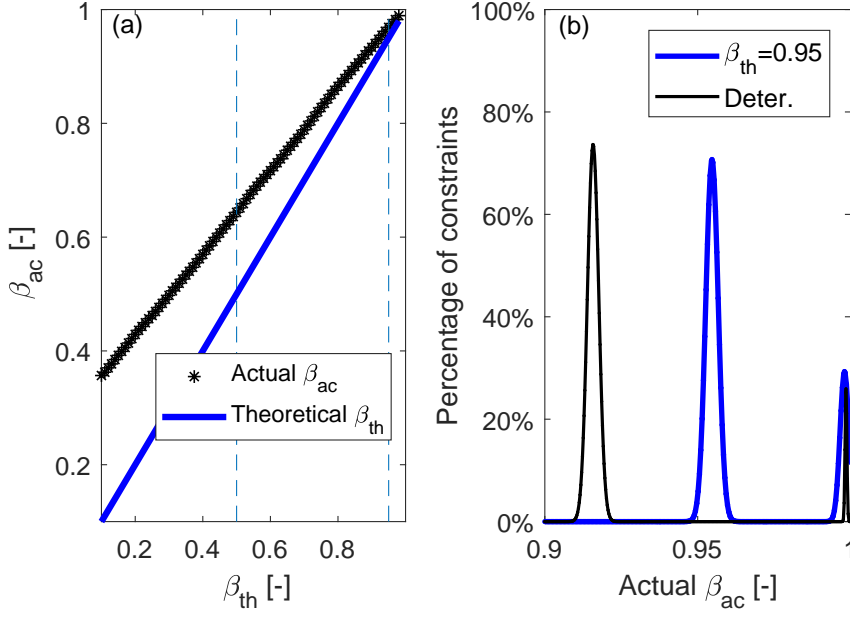 (a)
1
0.8
0.6
0.4
0.2
β_ac [-]
Actual β_ac
Theoretical β_th
0.2 0.4 0.6 0.8
β_th [-]
(b)
100%
80%
60%
40%
20%
0%
Percentage of constraints
β_th=0.95
Deter.
0.9 0.95 1
Actual β_ac [-]